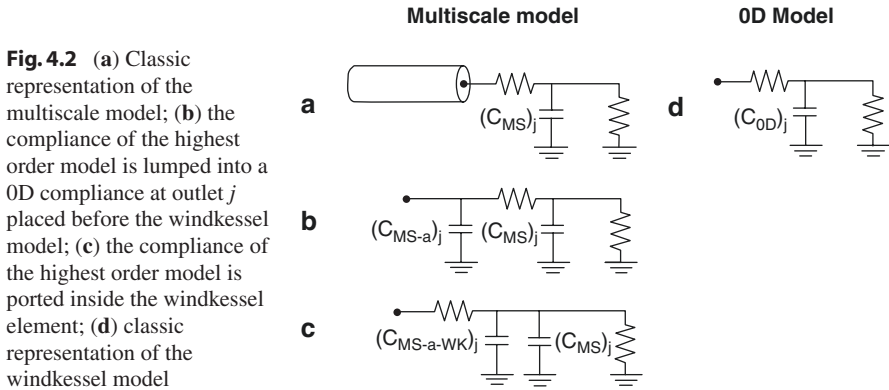 Multiscale model
0D Model
Fig. 4.2 (a) Classic
representation of the
multiscale model; (b) the
compliance of the highest
order model is lumped into a
0D compliance at outlet j
placed before the windkessel
model; (c) the compliance of
the highest order model is
ported inside the windkessel
element; (d) classic
representation of the
windkessel model
a
(C_MS)_j
d
(C_0D)_j
b
(C_MS-a)_j
(C_MS)_j
c
(C_MS-a-WK)_j
(C_MS)_j